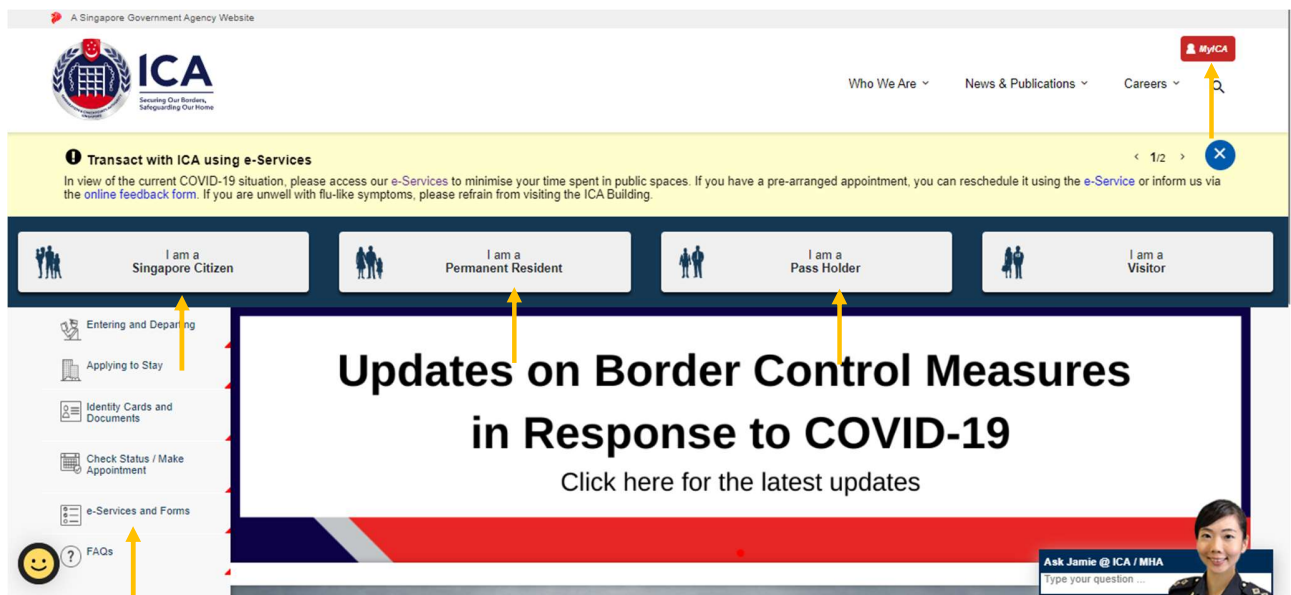 A Singapore Government Agency Website
MyICA
ICA
Securing Our Borders,
Safeguarding Our Home
Who We Are
News & Publications
Careers
Transact with ICA using e-Services
1/2
In view of the current COVID-19 situation, please access our e-Services to minimise your time spent in public spaces. If you have a pre-arranged appointment, you can reschedule it using the e-Service or inform us via
the online feedback form. If you are unwell with flu-like symptoms, please refrain from visiting the ICA Building.
I am a
Singapore Citizen
I am a
Permanent Resident
I am a
Pass Holder
I am a
Visitor
Entering and Departing
Applying to Stay
Identity Cards and
Documents
Check Status / Make
Appointment
e-Services and Forms
FAQs
Updates on Border Control Measures
in Response to COVID-19
Click here for the latest updates
Ask Jamie @ ICA / MHA
Type your question ...